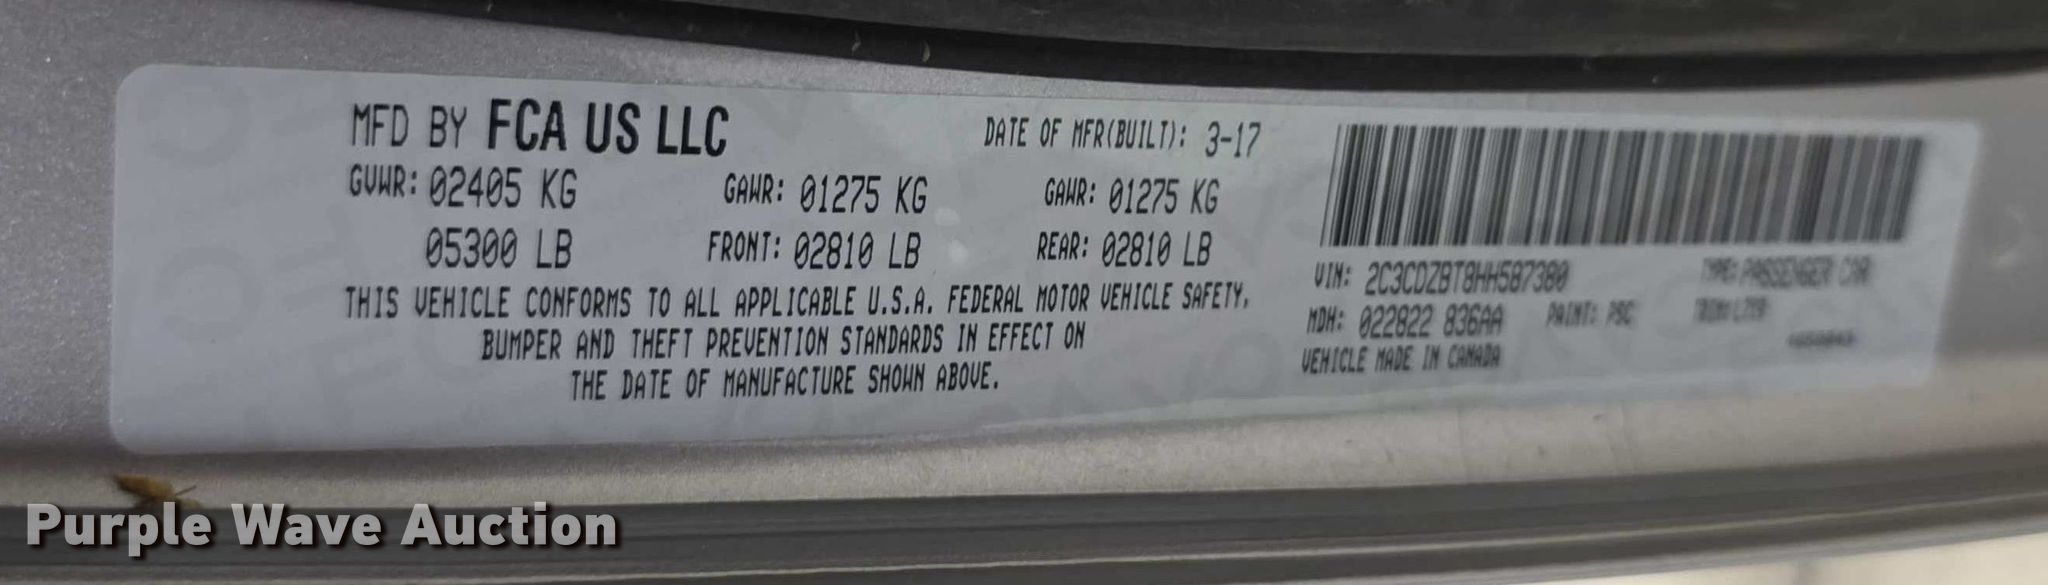 MFD BY FCA US LLC
DATE OF MFR(BUILT): 3-17
GVWR: 02405 KG
GAWR: 01275 KG
GAWR: 01275 KG
05300 LB
FRONT: 02810 LB
REAR: 02810 LB
THIS VEHICLE CONFORMS TO ALL APPLICABLE U.S.A. FEDERAL MOTOR VEHICLE SAFETY,
BUMPER AND THEFT PREVENTION STANDARDS IN EFFECT ON
THE DATE OF MANUFACTURE SHOWN ABOVE.
VIN: 2C3CDZBT8HH587380
TYPE: PASSENGER CAR
MDH: 022822 836AA
PAINT: PSC
VEHICLE MADE IN CANADA
Purple Wave Auction